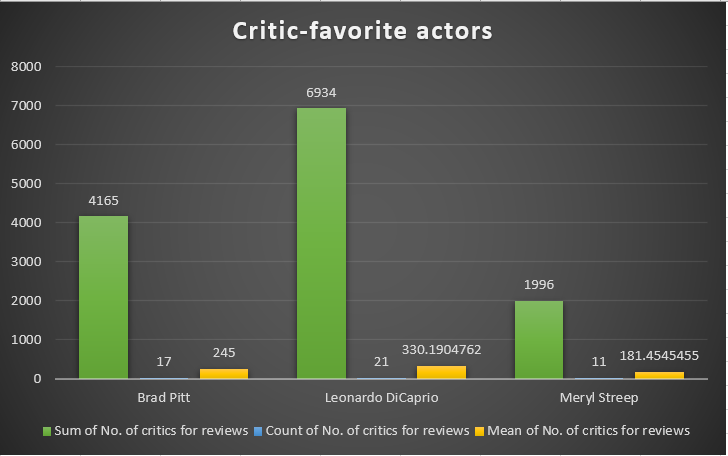 Critic-favorite actors
8000
7000
6000
5000
4000
3000
2000
1000
0
4165
17
245
6934
21
330.1904762
1996
11
181.4545455
Brad Pitt
Leonardo DiCaprio
Meryl Streep
Sum of No. of critics for reviews
Count of No. of critics for reviews
Mean of No. of critics for reviews